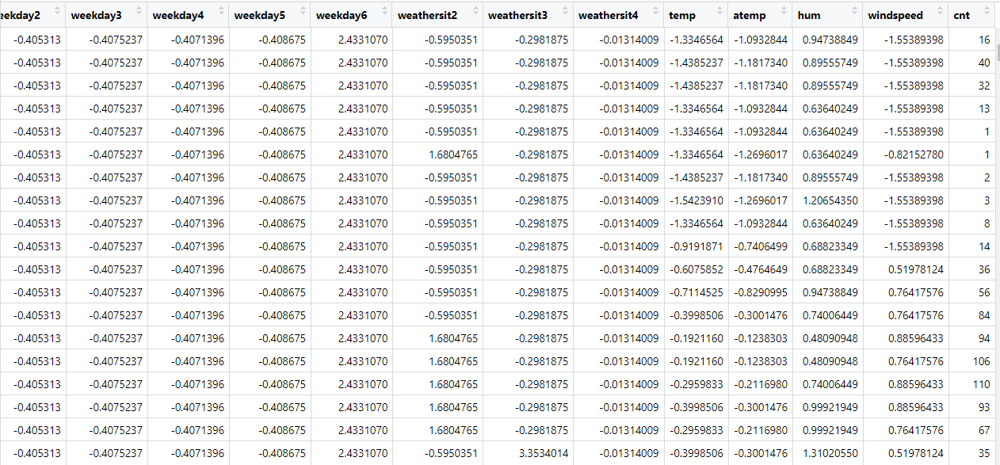 ekday2 weekday3 weekday4 weekday5 weekday6 weathersit2 weathersit3 weathersit4 temp atemp hum windspeed cnt
-0.405313 -0.4075237 -0.4071396 -0.408675 2.4331070 -0.5950351 -0.2981875 -0.01314009 -1.3346564 -1.0932844 0.94738849 -1.55389398 16
-0.405313 -0.4075237 -0.4071396 -0.408675 2.4331070 -0.5950351 -0.2981875 -0.01314009 -1.4385237 -1.1817340 0.89555749 -1.55389398 40
-0.405313 -0.4075237 -0.4071396 -0.408675 2.4331070 -0.5950351 -0.2981875 -0.01314009 -1.4385237 -1.1817340 0.89555749 -1.55389398 32
-0.405313 -0.4075237 -0.4071396 -0.408675 2.4331070 -0.5950351 -0.2981875 -0.01314009 -1.3346564 -1.0932844 0.63640249 -1.55389398 13
-0.405313 -0.4075237 -0.4071396 -0.408675 2.4331070 -0.5950351 -0.2981875 -0.01314009 -1.3346564 -1.0932844 0.63640249 -1.55389398 1
-0.405313 -0.4075237 -0.4071396 -0.408675 2.4331070 1.6804765 -0.2981875 -0.01314009 -1.3346564 -1.2696017 0.63640249 -0.82152780 1
-0.405313 -0.4075237 -0.4071396 -0.408675 2.4331070 -0.5950351 -0.2981875 -0.01314009 -1.4385237 -1.1817340 0.89555749 -1.55389398 2
-0.405313 -0.4075237 -0.4071396 -0.408675 2.4331070 -0.5950351 -0.2981875 -0.01314009 -1.5423910 -1.2696017 1.20654350 -1.55389398 3
-0.405313 -0.4075237 -0.4071396 -0.408675 2.4331070 -0.5950351 -0.2981875 -0.01314009 -1.3346564 -1.0932844 0.63640249 -1.55389398 8
-0.405313 -0.4075237 -0.4071396 -0.408675 2.4331070 -0.5950351 -0.2981875 -0.01314009 -0.9191871 -0.7406499 0.68823349 -1.55389398 14
-0.405313 -0.4075237 -0.4071396 -0.408675 2.4331070 -0.5950351 -0.2981875 -0.01314009 -0.6075852 -0.4764649 0.68823349 0.51978124 36
-0.405313 -0.4075237 -0.4071396 -0.408675 2.4331070 -0.5950351 -0.2981875 -0.01314009 -0.7114525 -0.8290995 0.94738849 0.76417576 56
-0.405313 -0.4075237 -0.4071396 -0.408675 2.4331070 -0.5950351 -0.2981875 -0.01314009 -0.3998506 -0.3001476 0.74006449 0.76417576 84
-0.405313 -0.4075237 -0.4071396 -0.408675 2.4331070 1.6804765 -0.2981875 -0.01314009 -0.1921160 -0.1238303 0.48090948 0.88596433 94
-0.405313 -0.4075237 -0.4071396 -0.408675 2.4331070 1.6804765 -0.2981875 -0.01314009 -0.1921160 -0.1238303 0.48090948 0.76417576 106
-0.405313 -0.4075237 -0.4071396 -0.408675 2.4331070 1.6804765 -0.2981875 -0.01314009 -0.2959833 -0.2116980 0.74006449 0.88596433 110
-0.405313 -0.4075237 -0.4071396 -0.408675 2.4331070 1.6804765 -0.2981875 -0.01314009 -0.3998506 -0.3001476 0.99921949 0.88596433 93
-0.405313 -0.4075237 -0.4071396 -0.408675 2.4331070 1.6804765 -0.2981875 -0.01314009 -0.2959833 -0.2116980 0.99921949 0.76417576 67
-0.405313 -0.4075237 -0.4071396 -0.408675 2.4331070 -0.5950351 3.3534014 -0.01314009 -0.3998506 -0.3001476 1.31020550 0.51978124 35